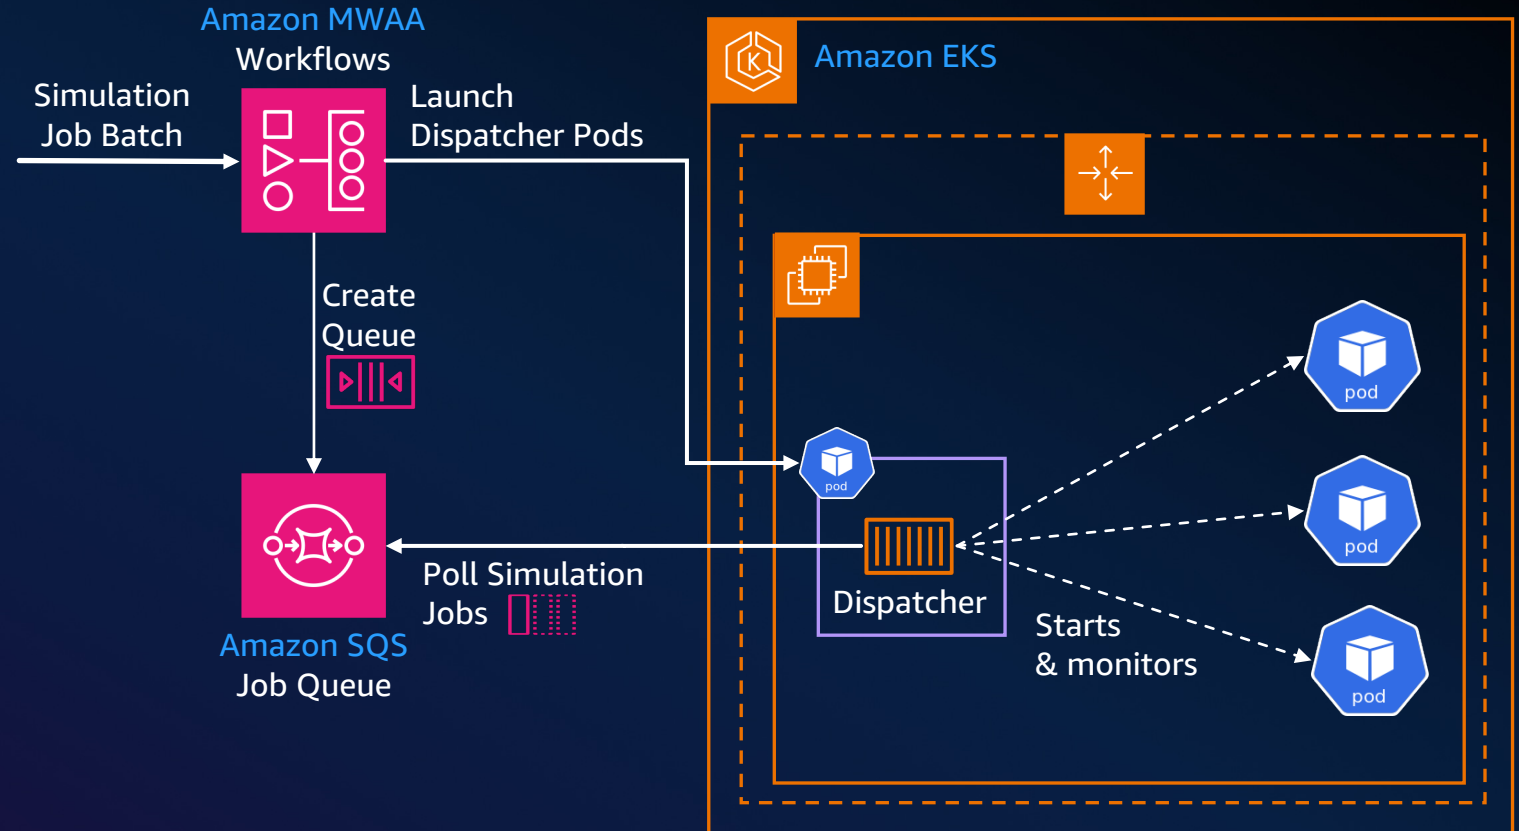 Amazon MWAA
Workflows
Simulation
Job Batch
Launch
Dispatcher Pods
Create
Queue
Amazon SQS
Job Queue
Poll Simulation
Jobs
K
Amazon EKS
pod
Dispatcher
Starts
& monitors
pod
pod
pod